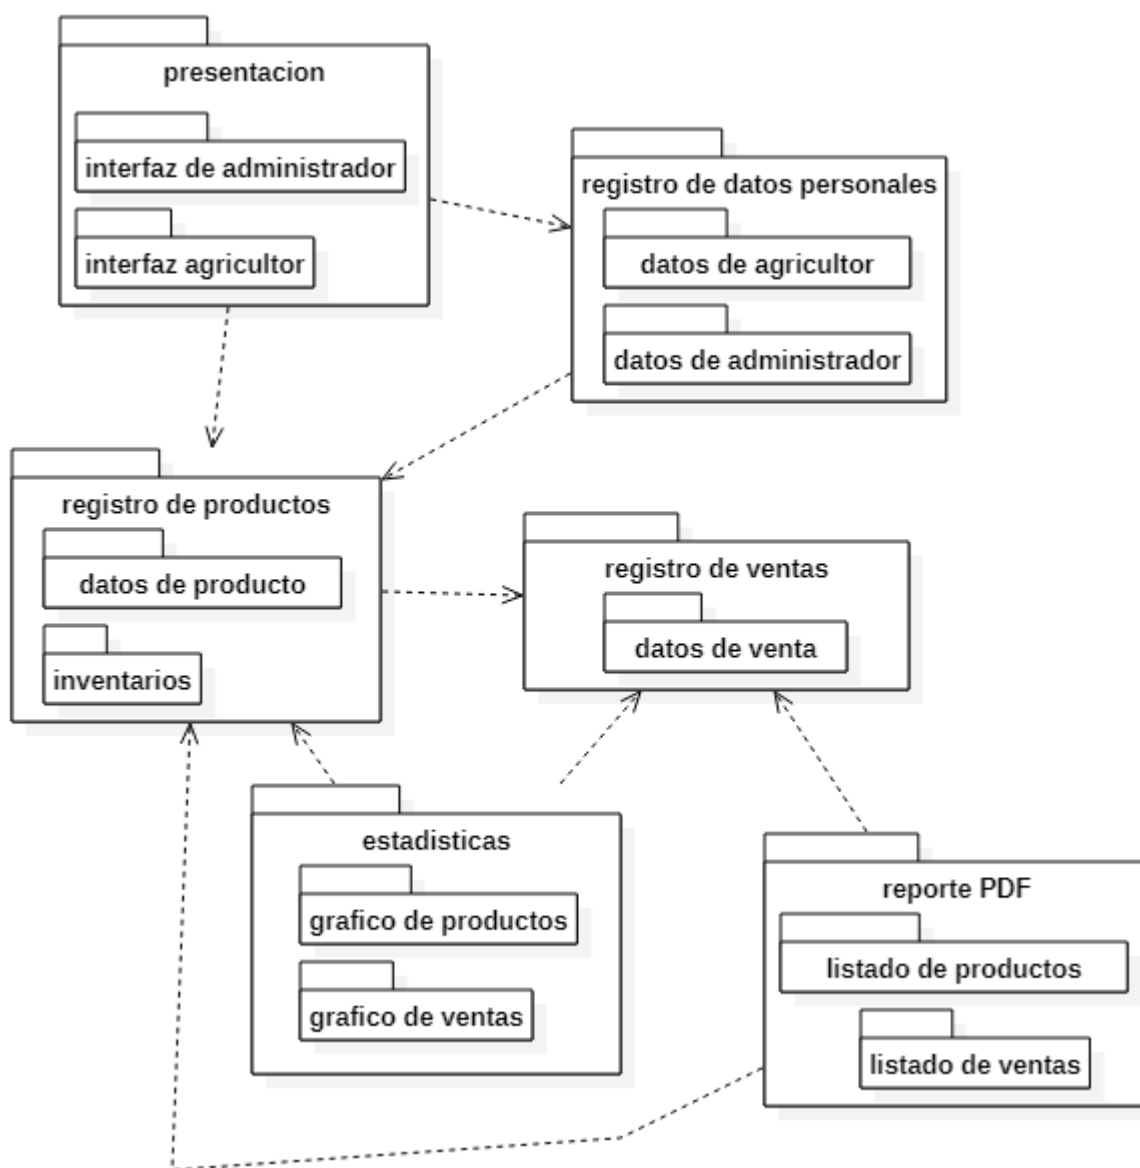 presentacion
interfaz de administrador
interfaz agricultor
registro de datos personales
datos de agricultor
datos de administrador
registro de productos
datos de producto
inventarios
registro de ventas
datos de venta
estadisticas
grafico de productos
grafico de ventas
reporte PDF
listado de productos
listado de ventas